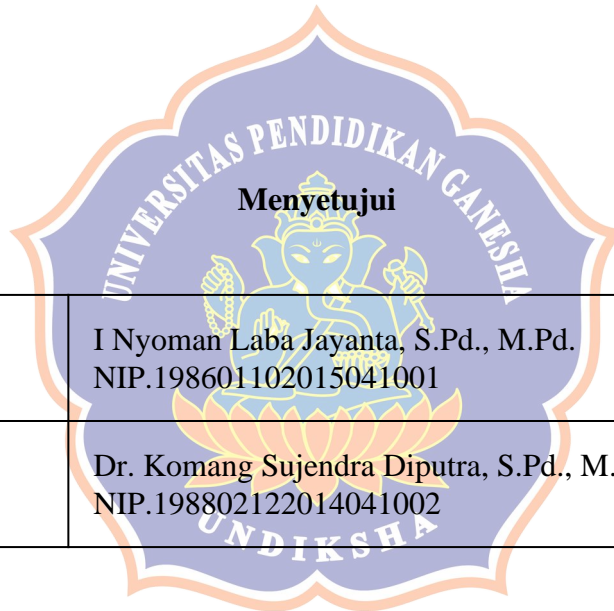 UNIVERSITAS PENDIDIKAN GANESHA
Menyetujui
I Nyoman Laba Jayanta, S.Pd., M.Pd.
NIP.198601102015041001
Dr. Komang Sujendra Diputra, S.Pd., M.
NIP.198802122014041002
UNDIKSHA